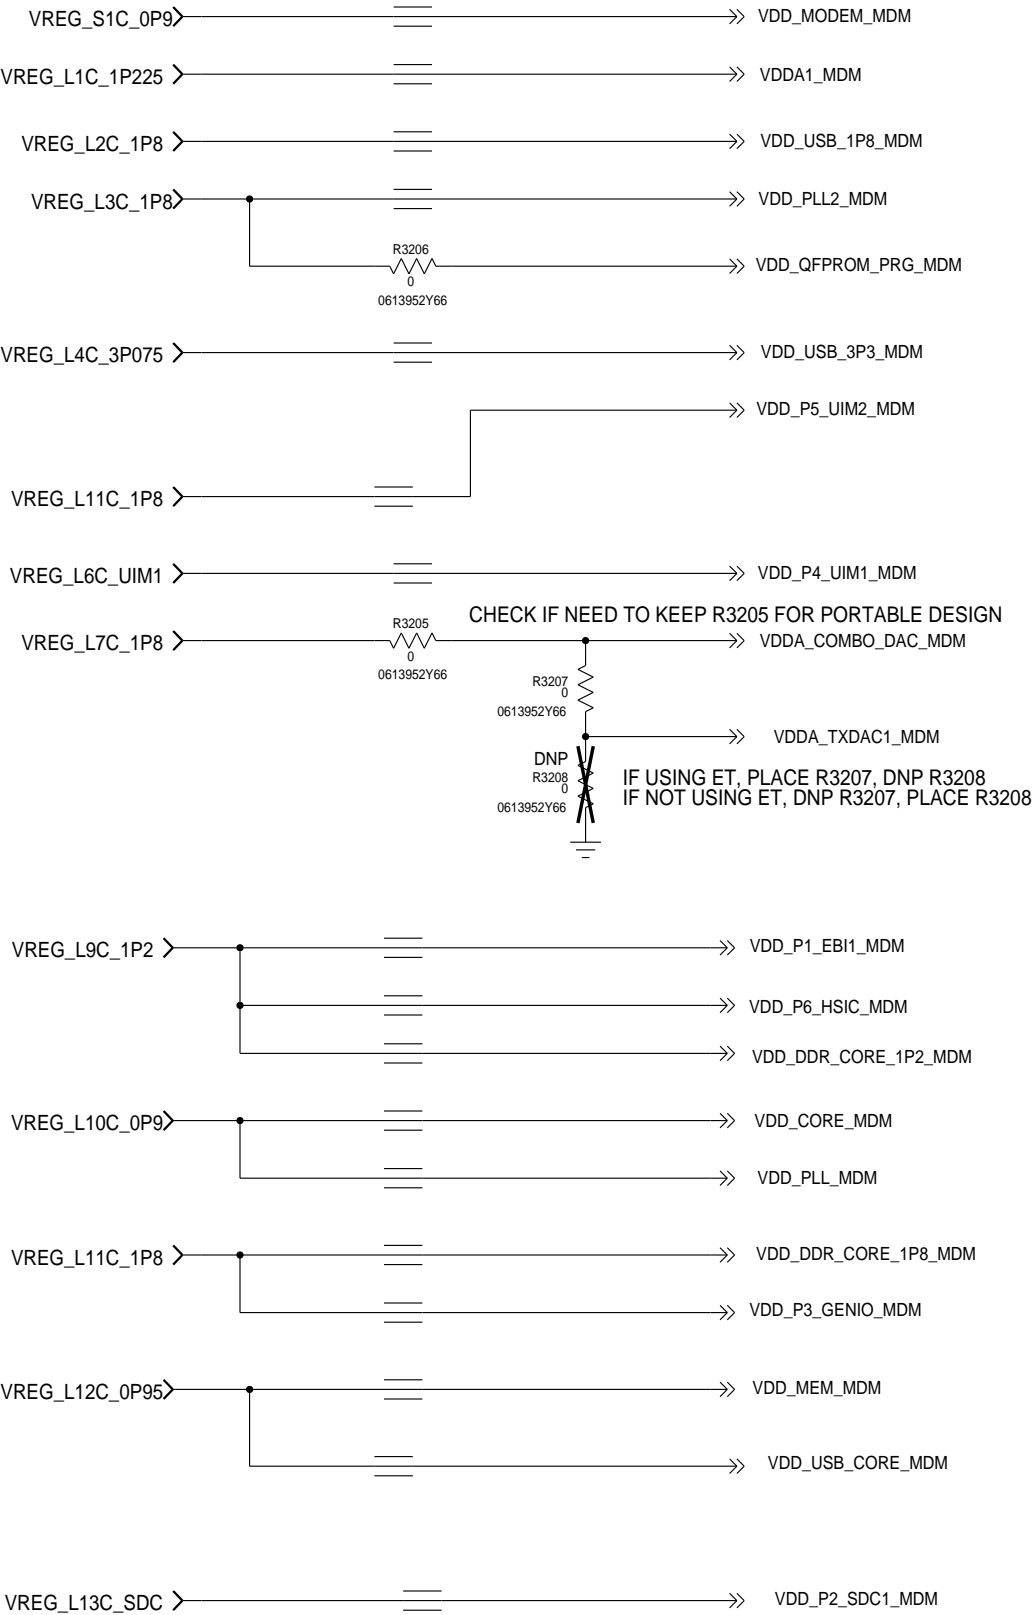 VREG_S1C_0P9 VDD_MODEM_MDM
VREG_L1C_1P225 VDDA1_MDM
VREG_L2C_1P8 VDD_USB_1P8_MDM
VREG_L3C_1P8 VDD_PLL2_MDM
R3206
VDD_QFPROM_PRG_MDM
0
0613952Y66
VREG_L4C_3P075 VDD_USB_3P3_MDM
VDD_P5_UIM2_MDM
VREG_L11C_1P8
VREG_L6C_UIM1 VDD_P4_UIM1_MDM
CHECK IF NEED TO KEEP R3205 FOR PORTABLE DESIGN
R3205
VREG_L7C_1P8 VDDA_COMBO_DAC_MDM
0
0613952Y66
R3207
0
0613952Y66
VDDA_TXDAC1_MDM
DNP
R3208
0
0613952Y66
IF USING ET, PLACE R3207, DNP R3208
IF NOT USING ET, DNP R3207, PLACE R3208
VREG_L9C_1P2 VDD_P1_EBI1_MDM
VDD_P6_HSIC_MDM
VDD_DDR_CORE_1P2_MDM
VREG_L10C_0P9 VDD_CORE_MDM
VDD_PLL_MDM
VREG_L11C_1P8 VDD_DDR_CORE_1P8_MDM
VDD_P3_GENIO_MDM
VREG_L12C_0P95 VDD_MEM_MDM
VDD_USB_CORE_MDM
VREG_L13C_SDC VDD_P2_SDC1_MDM